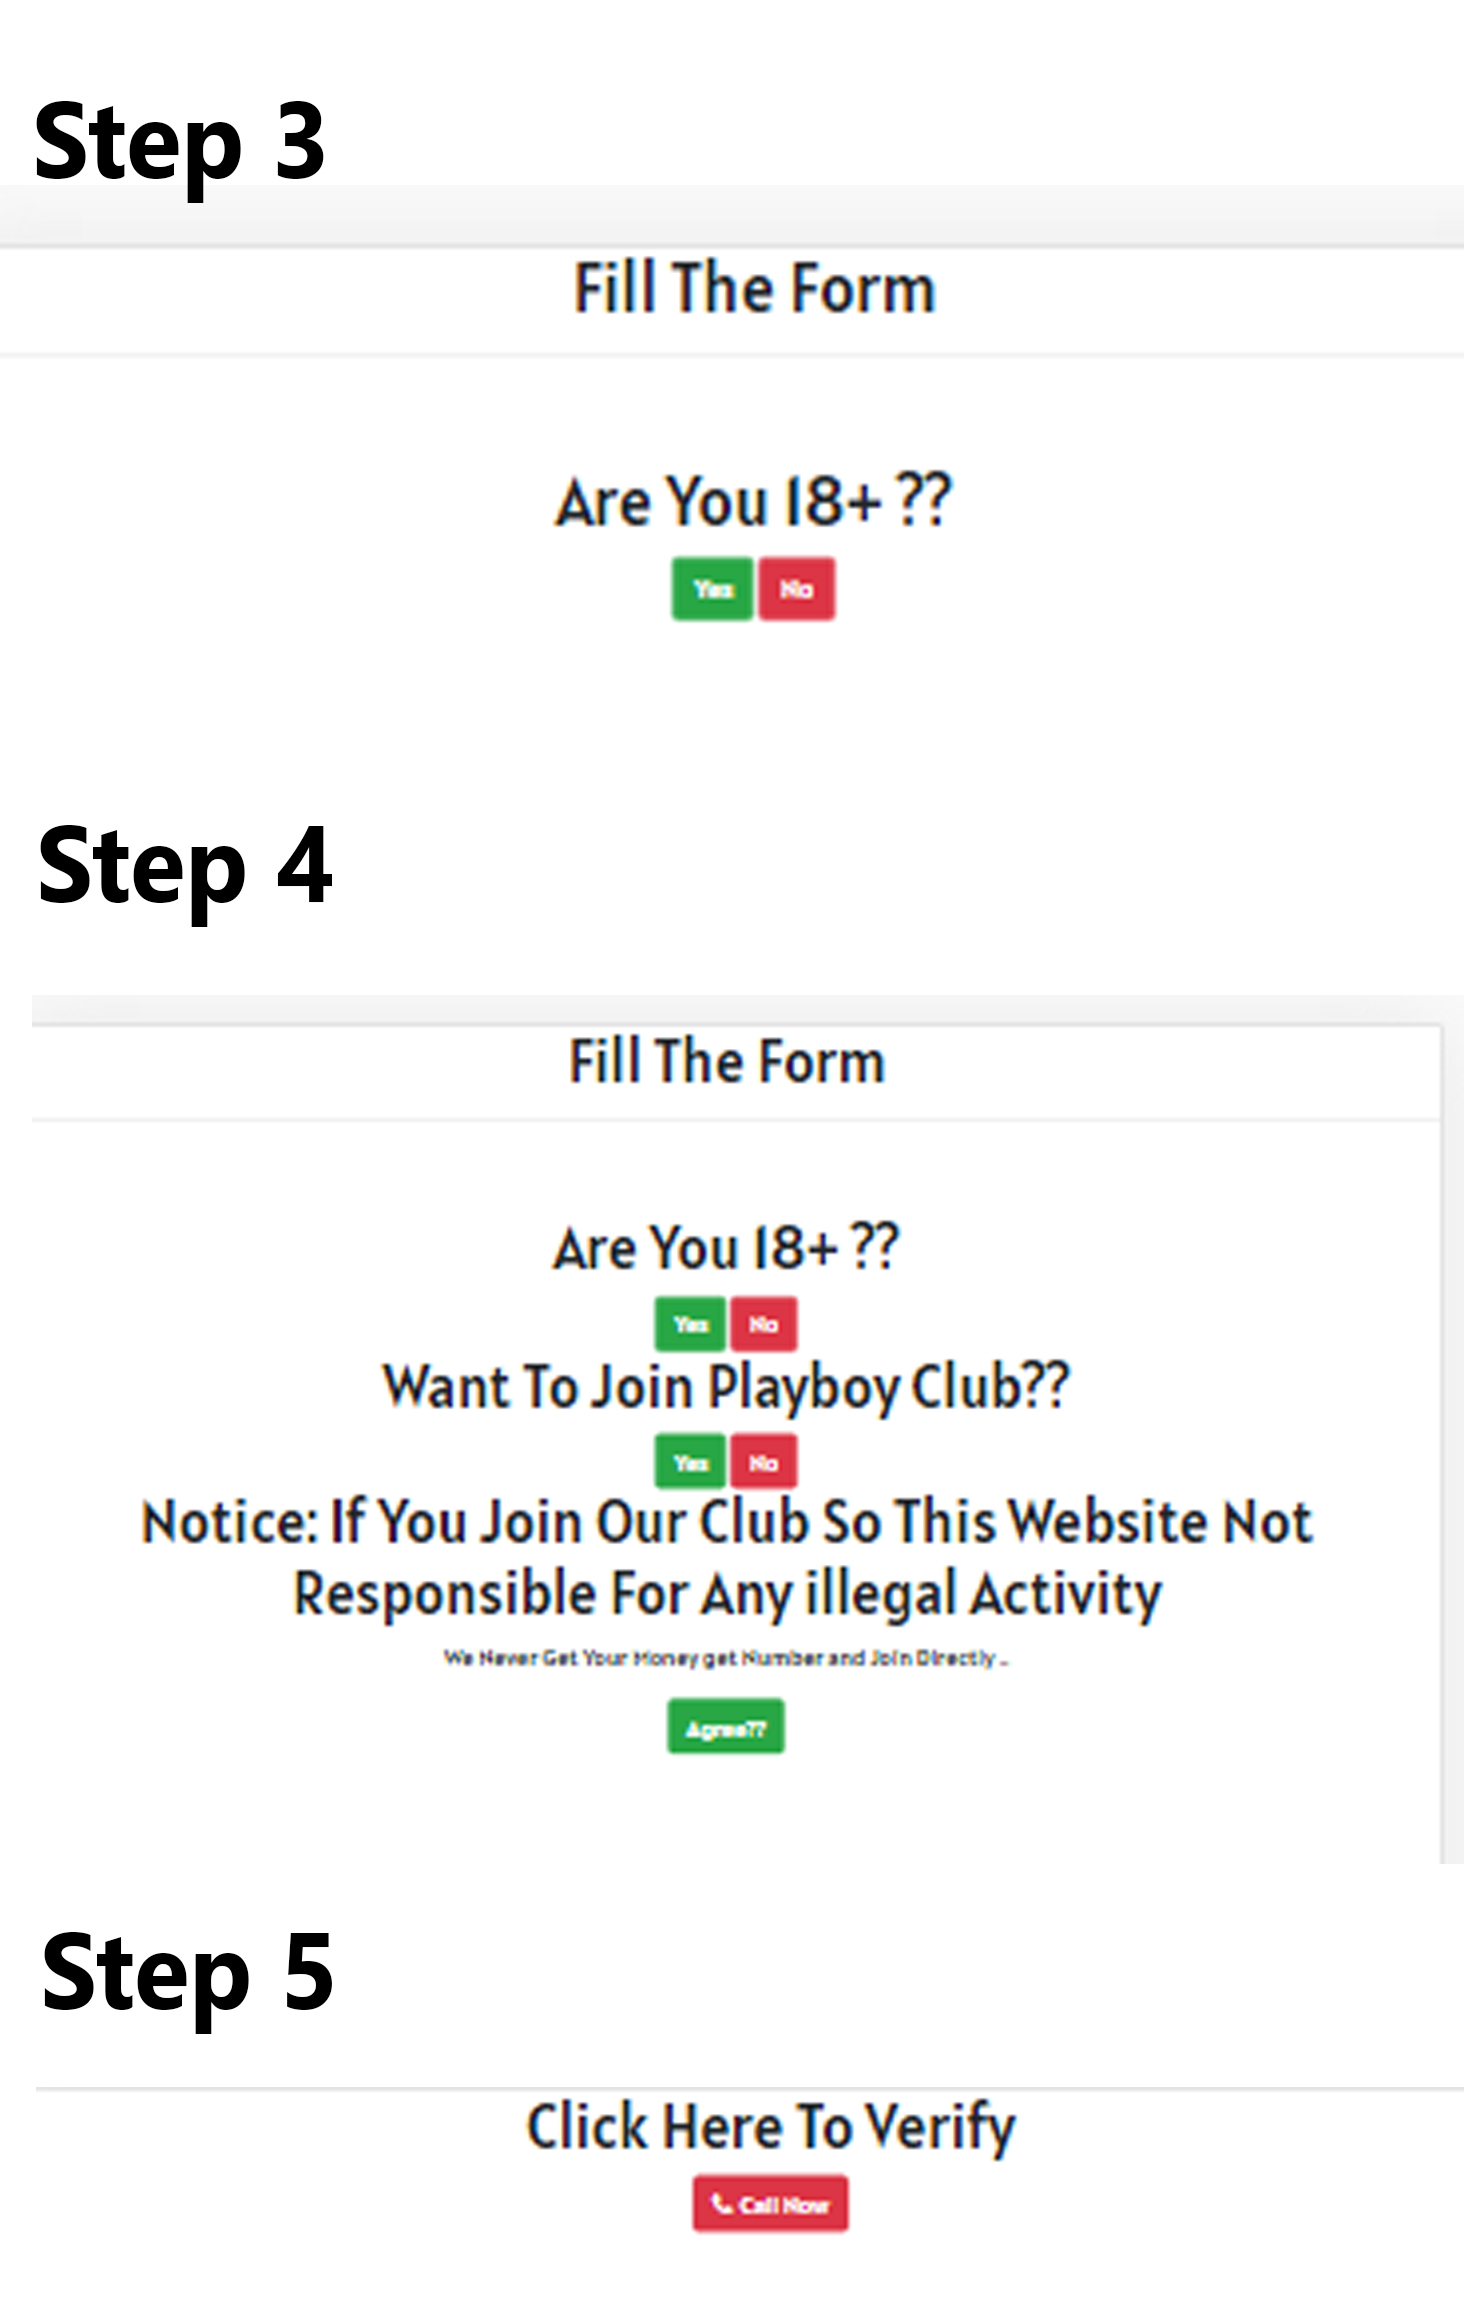 Step 3
Fill The Form
Are You 18+ ??
Yes No
Step 4
Fill The Form
Are You 18+ ??
Yes No
Want To Join Playboy Club??
Yes No
Notice: If You Join Our Club So This Website Not
Responsible For Any illegal Activity
We Never Get Your Money get Number and Join Directly ..
Agree??
Step 5
Click Here To Verify
Call Now